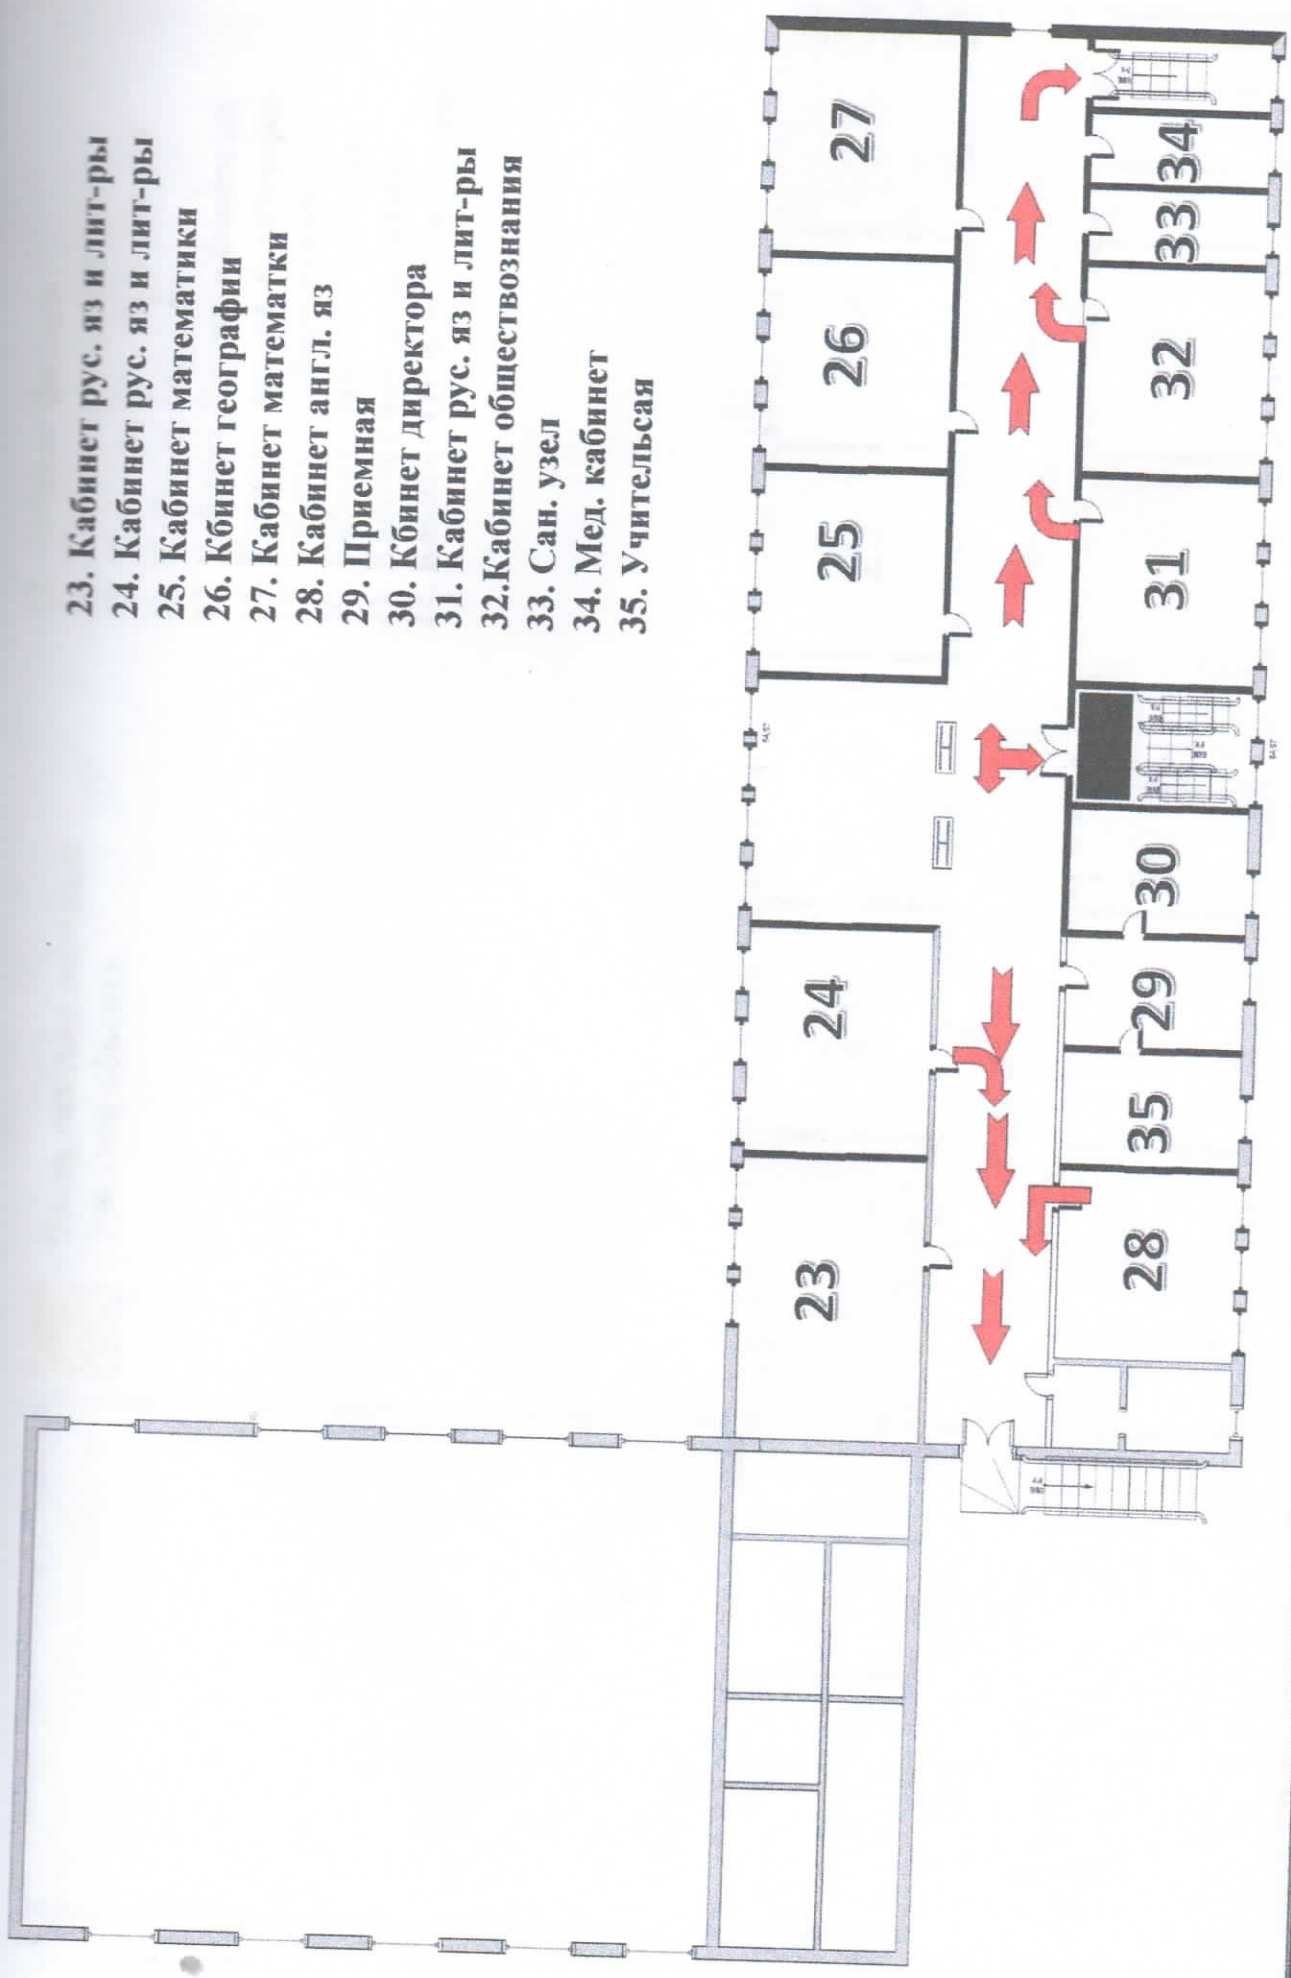 23. Кабинет рус. яз и лит-ры
24. Кабинет рус. яз и лит-ры
25. Кабинет математики
26. Кбинет географии
27. Кабинет математки
28. Кабинет англ. яз
29. Приемная
30. Кбинет директора
31. Кабинет рус. яз и лит-ры
32.Кабинет обществознания
33. Сан. узел
34. Мед. кабинет
35. Учительсая
23
24
25
26
27
28
35
29
30
31
32
33
34